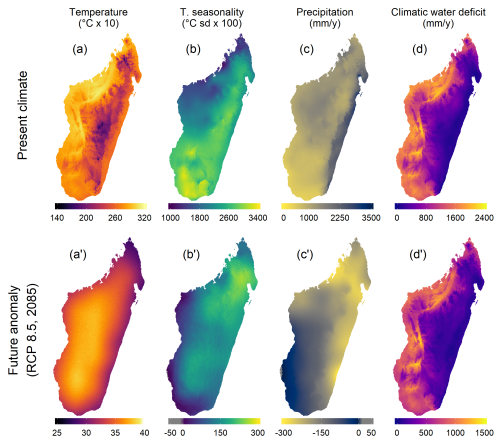 Temperature T. seasonality Precipitation Climatic water deficit
(°C x 10) (°C sd x 100) (mm/y) (mm/y)
Present climate
(a) (b) (c) (d)
140 200 260 320 1000 1800 2600 3400 0 1100 2250 3500 0 800 1600 2400
Future anomaly
(RCP 8.5, 2085)
(a') (b') (c') (d')
25 30 35 40 -50 0 150 300 -300 -150 0 50 0 500 1000 1500